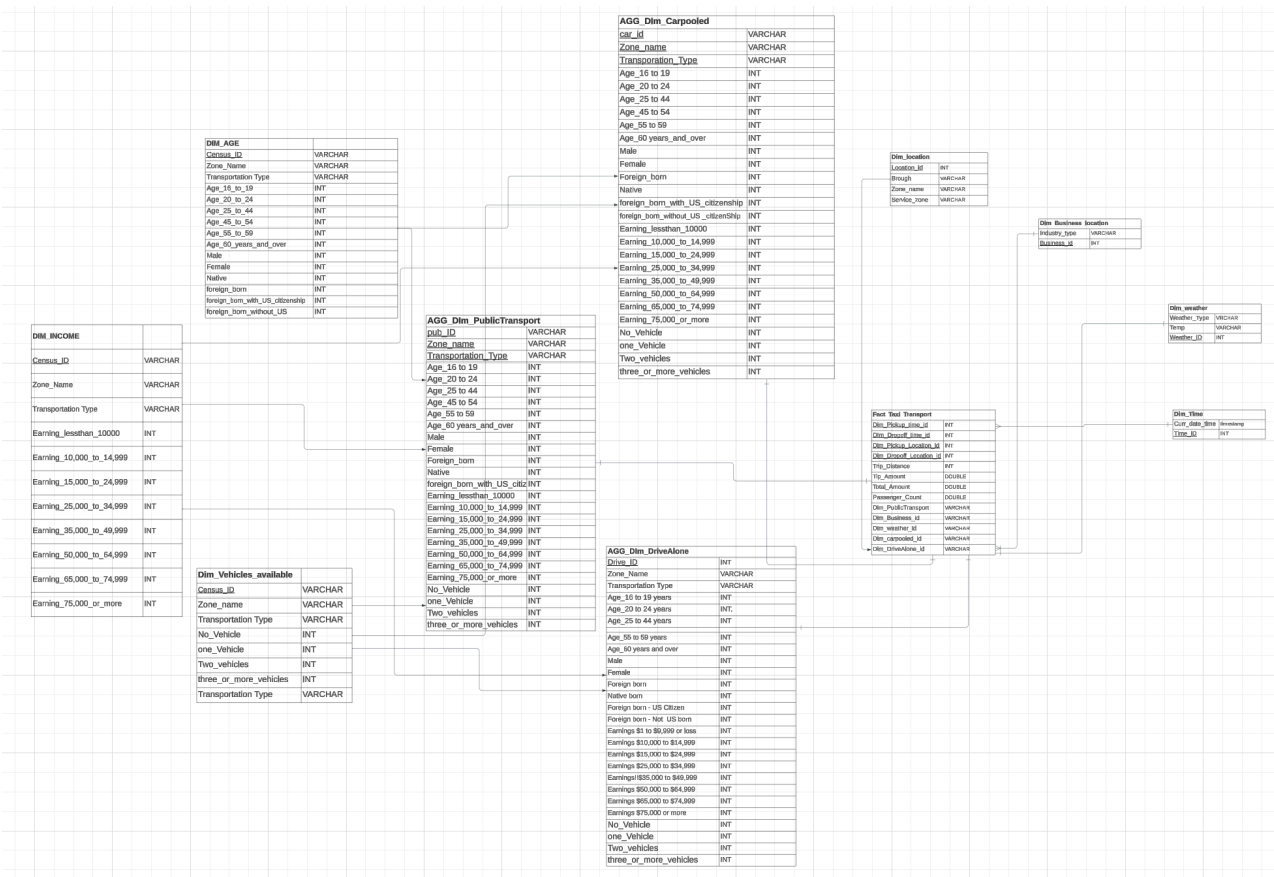 AGG_DIm_Carpooled
car_id VARCHAR
Zone_name VARCHAR
Transporation_Type VARCHAR
Age_16 to 19 INT
Age_20 to 24 INT
Age_25 to 44 INT
Age_45 to 54 INT
Age_55 to 59 INT
Age_60 years_and_over INT
Male INT
Female INT
Foreign_born INT
Native INT
foreign_born_with_US_citizenship INT
foreign_born_without_US _citizenShip INT
Earning_lessthan_10000 INT
Earning_10,000_to_14,999 INT
Earning_15,000_to_24,999 INT
Earning_25,000_to_34,999 INT
Earning_35,000_to_49,999 INT
Earning_50,000_to_64,999 INT
Earning_65,000_to_74,999 INT
Earning_75,000_or_more INT
No_Vehicle INT
one_Vehicle INT
Two_vehicles INT
three_or_more_vehicles INT
DIM_AGE
Census_ID VARCHAR
Zone_Name VARCHAR
Transportation Type VARCHAR
Age_16_to_19 INT
Age_20_to_24 INT
Age_25_to_44 INT
Age_45_to_54 INT
Age_55_to_59 INT
Age_60_years_and_over INT
Male INT
Female INT
Native INT
foreign_born INT
foreign_born_with_US_citizenship INT
foreign_born_without_US INT
Dim_location
Location_Id INT
Brough VARCHAR
Zone_name VARCHAR
Service_zone VARCHAR
Dim_Business_location
Industry_type VARCHAR
Business_id INT
Dim_weather
Weather_Type VRCHAR
Temp VARCHAR
Weather_ID INT
DIM_INCOME
Census_ID VARCHAR
Zone_Name VARCHAR
Transportation Type VARCHAR
Earning_lessthan_10000 INT
Earning_10,000_to_14,999 INT
Earning_15,000_to_24,999 INT
Earning_25,000_to_34,999 INT
Earning_35,000_to_49,999 INT
Earning_50,000_to_64,999 INT
Earning_65,000_to_74,999 INT
Earning_75,000_or_more INT
AGG_DIm_PublicTransport
pub_ID VARCHAR
Zone_name VARCHAR
Transportation_Type VARCHAR
Age_16 to 19 INT
Age_20 to 24 INT
Age_25 to 44 INT
Age_45 to 54 INT
Age_55 to 59 INT
Age_60 years_and_over INT
Male INT
Female INT
Foreign_born INT
Native INT
foreign_born_with_US_citiz INT
Earning_lessthan_10000 INT
Earning_10,000_to_14,999 INT
Earning_15,000_to_24,999 INT
Earning_25,000_to_34,999 INT
Earning_35,000_to_49,999 INT
Earning_50,000_to_64,999 INT
Earning_65,000_to_74,999 INT
Earning_75,000_or_more INT
No_Vehicle INT
one_Vehicle INT
Two_vehicles INT
three_or_more_vehicles INT
Fact_Taxi_Transport
Dim_Pickup_time_id INT
Dim_Dropoff_time_id INT
Dim_Pickup_Location_Id INT
Dim_Dropoff_Location_id INT
Trip_Distance INT
Tip_Amount DOUBLE
Total_Amount DOUBLE
Passenger_Count DOUBLE
Dim_PublicTransport VARCHAR
Dim_Business_id VARCHAR
Dim_weather_id VARCHAR
Dim_carpooled_id VARCHAR
Dim_DriveAlone_id VARCHAR
Dim_Time
Curr_date_time timestamp
Time_ID INT
Dim_Vehicles_available
Census_ID VARCHAR
Zone_name VARCHAR
Transportation Type VARCHAR
No_Vehicle INT
one_Vehicle INT
Two_vehicles INT
three_or_more_vehicles INT
Transportation Type VARCHAR
AGG_DIm_DriveAlone
Drive_ID INT
Zone_Name VARCHAR
Transportation Type VARCHAR
Age_16 to 19 years INT
Age_20 to 24 years INT.
Age_25 to 44 years INT
Age_55 to 59 years INT
Age_60 years and over INT
Male INT
Female INT
Foreign born INT
Native born INT
Foreign born - US Citizen INT
Foreign born - Not US born INT
Earnings $1 to $9,999 or loss INT
Earnings $10,000 to $14,999 INT
Earnings $15,000 to $24,999 INT
Earnings $25,000 to $34,999 INT
Earnings!!$35,000 to $49,999 INT
Earnings $50,000 to $64,999 INT
Earnings $65,000 to $74,999 INT
Earnings $75,000 or more INT
No_Vehicle INT
one_Vehicle INT
Two_vehicles INT
three_or_more_vehicles INT